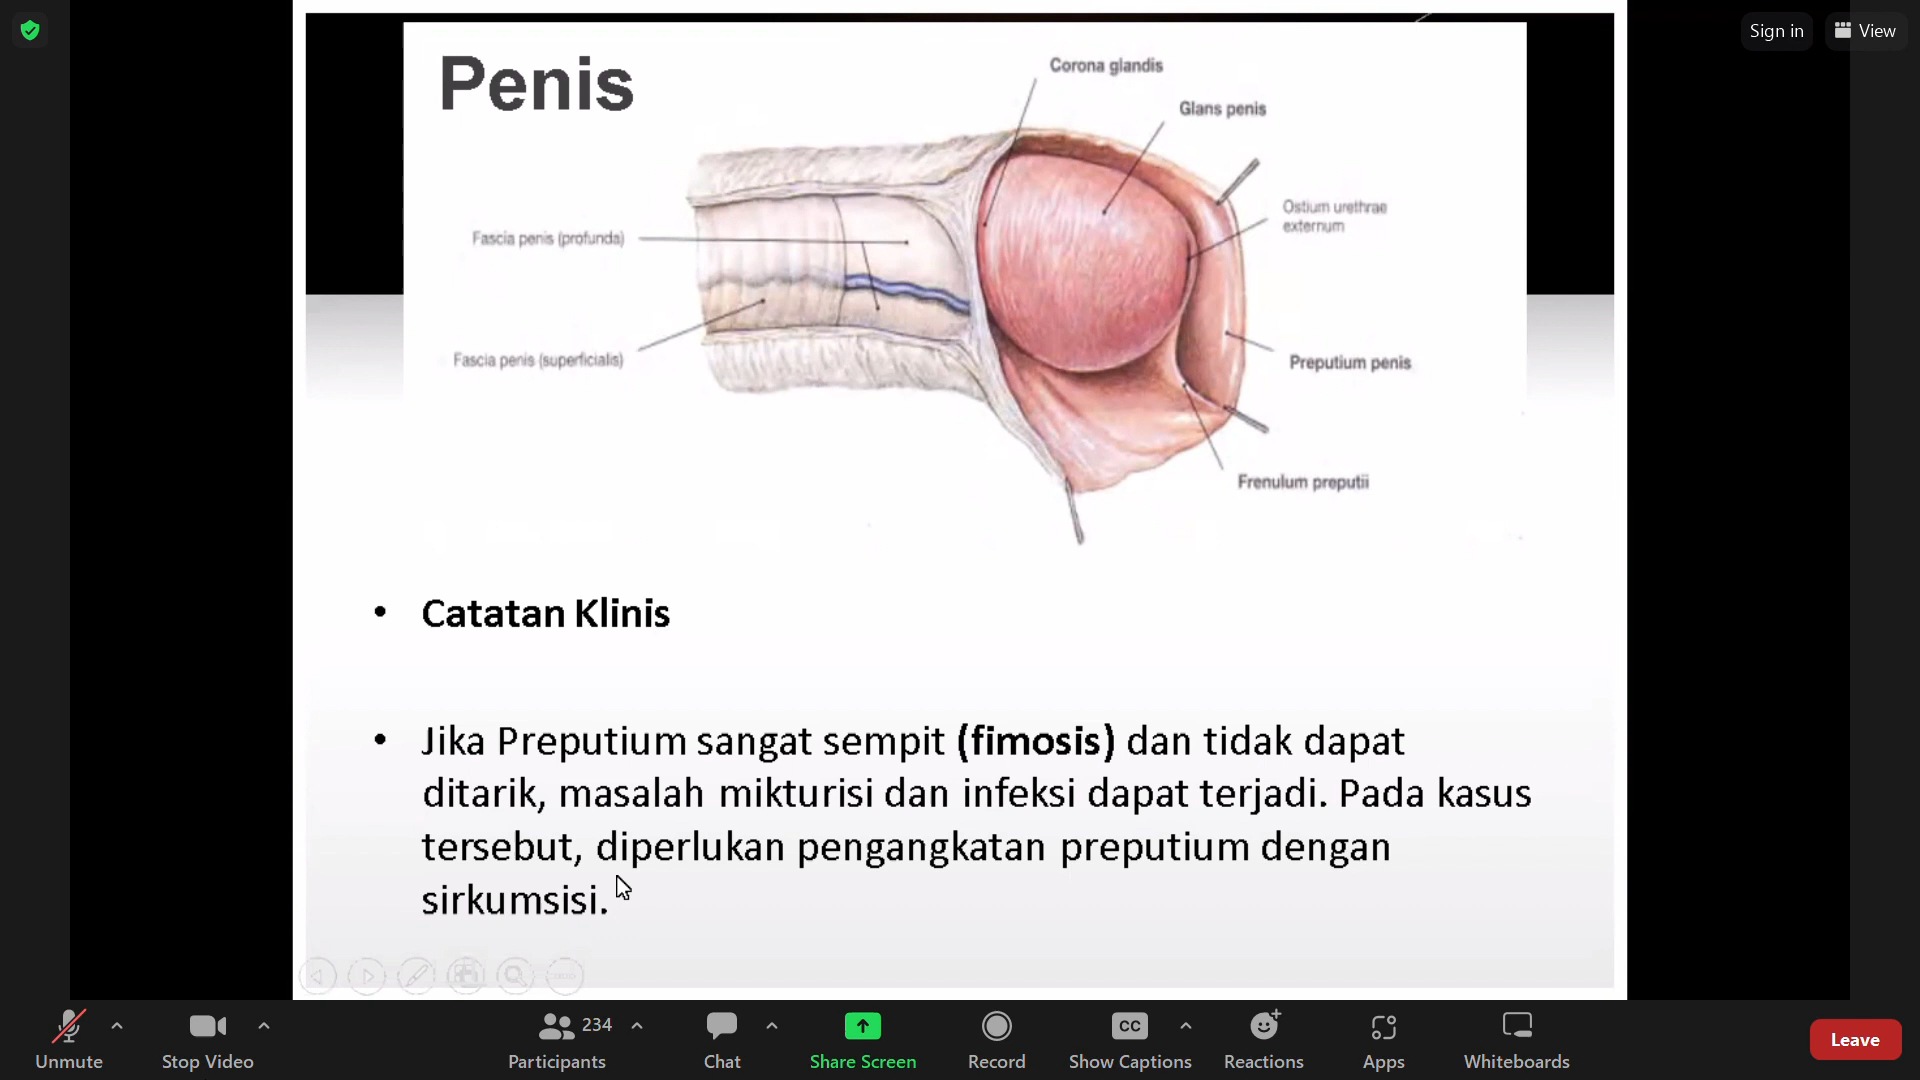 Sign in
View
Penis
Corona glandis
Glans penis
Ostium urethrae
externum
Fascia penis (profunda)
Fascia penis (superficialis)
Preputium penis
Frenulum preputii
• Catatan Klinis
• Jika Preputium sangat sempit (fimosis) dan tidak dapat
ditarik, masalah mikturisi dan infeksi dapat terjadi. Pada kasus
tersebut, diperlukan pengangkatan preputium dengan
sirkumsisi.
234
CC
Unmute
Stop Video
Participants
Chat
Share Screen
Record
Show Captions
Reactions
Apps
Whiteboards
Leave